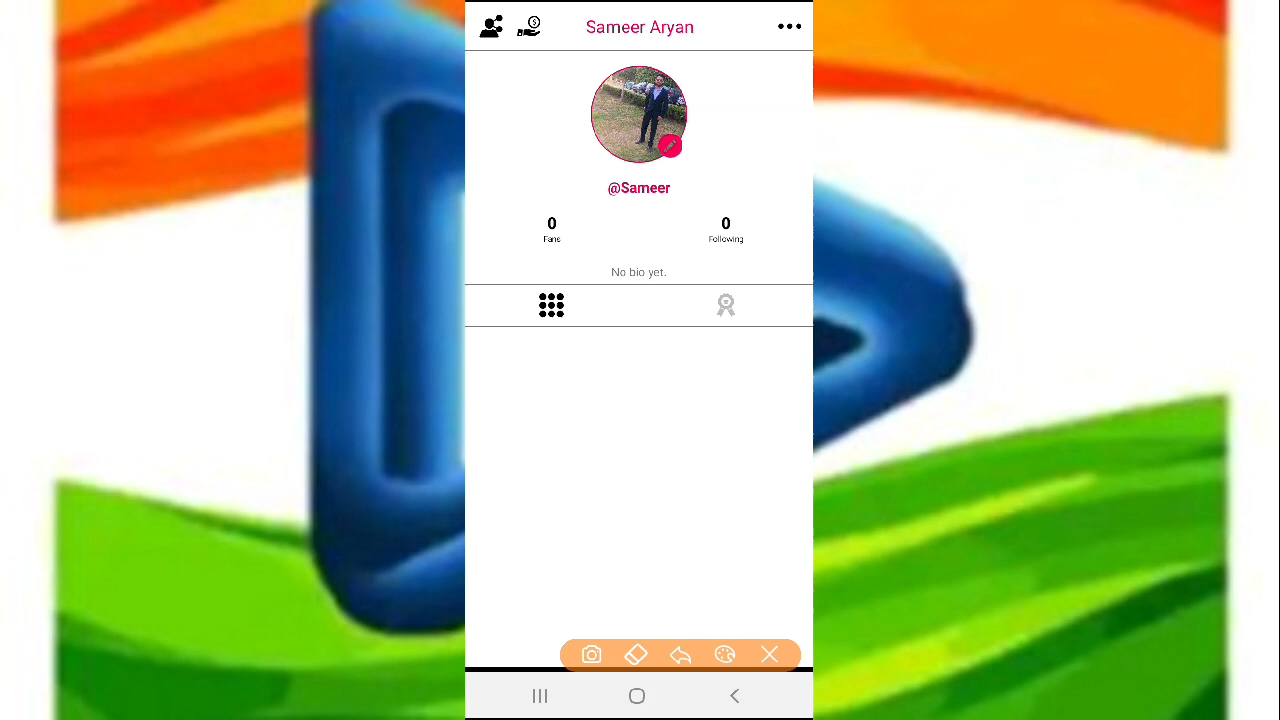 Sameer Aryan
@Sameer
0
Fans
0
Following
No bio yet.